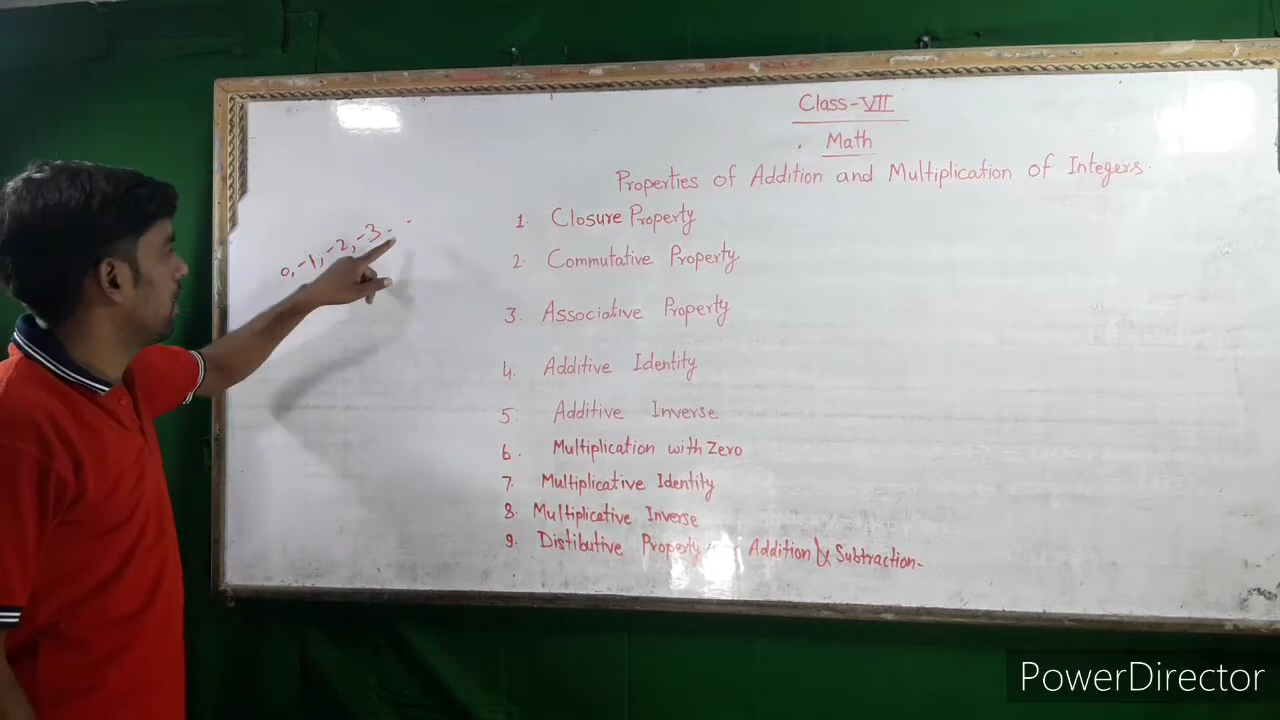 Class-VII
Math
Properties of Addition and Multiplication of Integers.
0, -1, -2, -3 - -
1. Closure Property
2. Commutative Property
3. Associative Property
4. Additive Identity
5. Additive Inverse
6. Multiplication with Zero
7. Multiplicative Identity
8. Multiplicative Inverse
9. Distibutive Property Addition & Subtraction-
PowerDirector